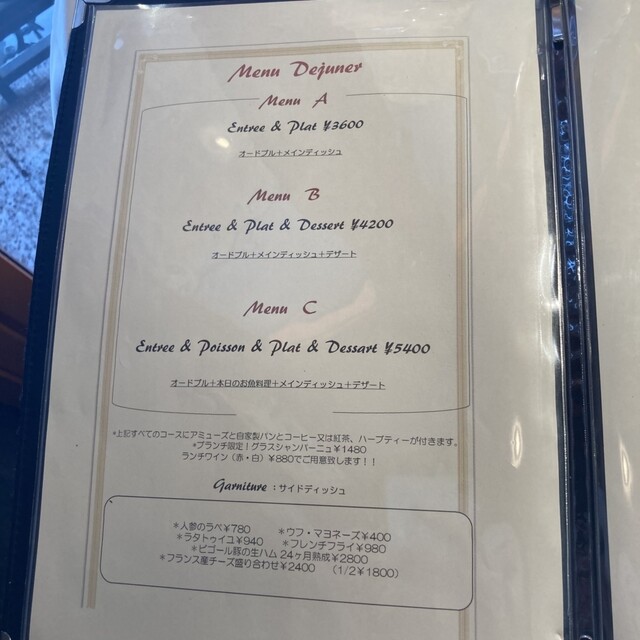 Menu Dejuner
Menu A
Entree & Plat ¥3600
オードブル＋メインディッシュ
Menu B
Entree & Plat & Dessert ¥4200
オードブル＋メインディッシュ＋デザート
Menu C
Entree & Poisson & Plat & Dessart ¥5400
オードブル＋本日のお魚料理＋メインディッシュ＋デザート
*上記すべてのコースにアミューズと自家製パンとコーヒー又は紅茶、ハーブティーが付きます。
*ブランチ限定！グラスシャンパーニュ¥1480
ランチワイン（赤・白）¥880でご用意致します！！
Garniture：サイドディッシュ
＊人参のラペ¥780　＊ウフ・マヨネーズ¥400
＊ラタトゥイユ¥940　＊フレンチフライ¥980
＊ビゴール豚の生ハム 24ヶ月熟成¥2800
＊フランス産チーズ盛り合わせ¥2400　（1/2¥1800）